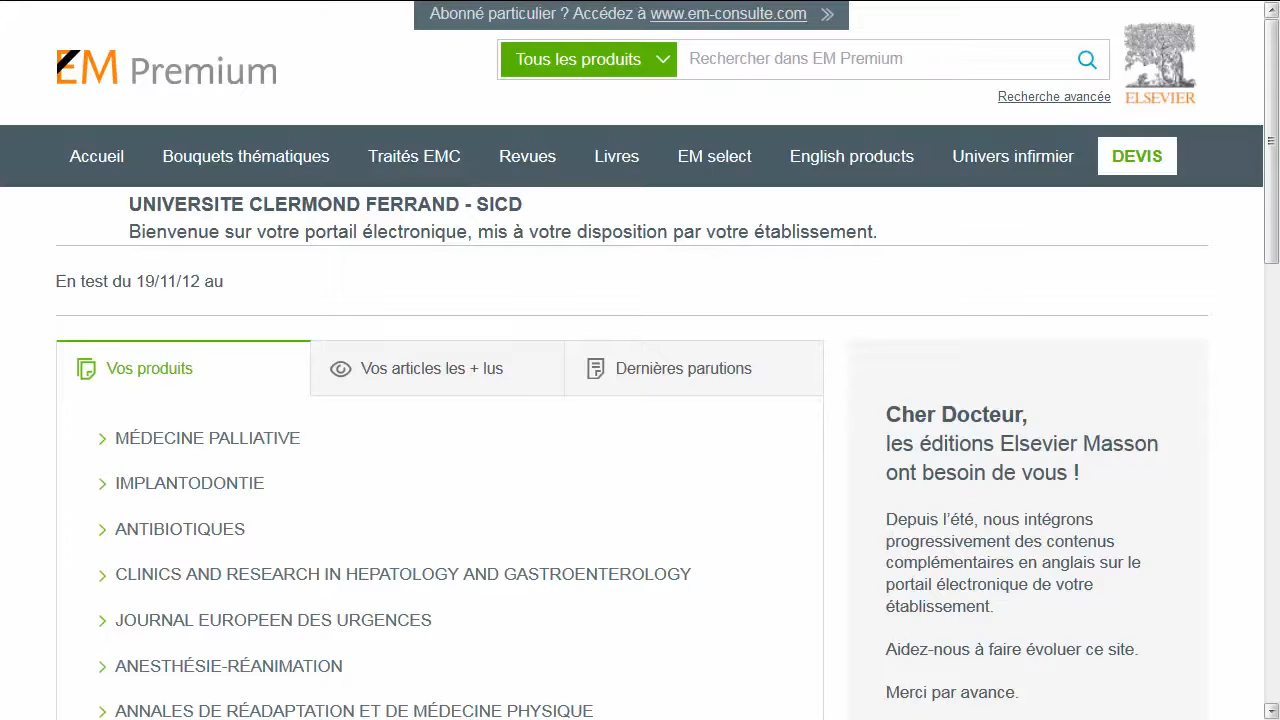 Abonné particulier ? Accédez à www.em-consulte.com
EM Premium
Tous les produits
Rechercher dans EM Premium
ELSEVIER
Recherche avancée
Accueil Bouquets thématiques Traités EMC Revues Livres EM select English products Univers infirmier DEVIS
UNIVERSITE CLERMOND FERRAND - SICD
Bienvenue sur votre portail électronique, mis à votre disposition par votre établissement.
En test du 19/11/12 au
Vos produits
Vos articles les + lus
Dernières parutions
MÉDECINE PALLIATIVE
IMPLANTODONTIE
ANTIBIOTIQUES
CLINICS AND RESEARCH IN HEPATOLOGY AND GASTROENTEROLOGY
JOURNAL EUROPEEN DES URGENCES
ANESTHÉSIE-RÉANIMATION
ANNALES DE RÉADAPTATION ET DE MÉDECINE PHYSIQUE
Cher Docteur,
les éditions Elsevier Masson
ont besoin de vous !
Depuis l'été, nous intégrons
progressivement des contenus
complémentaires en anglais sur le
portail électronique de votre
établissement.
Aidez-nous à faire évoluer ce site.
Merci par avance.